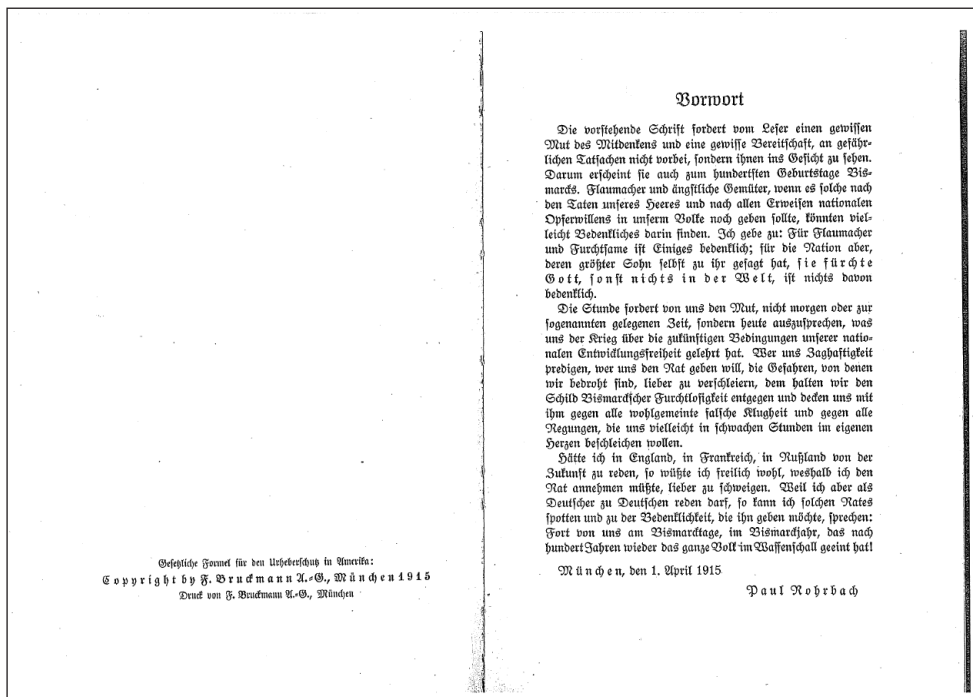 Gesetzliche Formel für den Urheberschutz in Amerika:
Copyright by F. Bruckmann A.-G., München 1915
Druck von F. Bruckmann A.-G., München
Vorwort
Die vorstehende Schrift fordert vom Leser einen gewissen
Mut des Mitdenkens und eine gewisse Bereitschaft, an gefähr-
lichen Tatsachen nicht vorbei, sondern ihnen ins Gesicht zu sehen.
Darum erscheint sie auch zum hundertsten Geburtstage Bis-
marcks. Flaumacher und ängstliche Gemüter, wenn es solche nach
den Taten unseres Heeres und nach allen Erweisen nationalen
Opferwillens in unserm Volke noch geben sollte, könnten viel-
leicht Bedenkliches darin finden. Ich gebe zu: Für Flaumacher
und Furchtsame ist Einiges bedenklich; für die Nation aber,
deren größter Sohn selbst zu ihr gesagt hat, sie fürchte
Gott, sonst nichts in der Welt, ist nichts davon
bedenklich.
Die Stunde fordert von uns den Mut, nicht morgen oder zur
sogenannten gelegenen Zeit, sondern heute auszusprechen, was
uns der Krieg über die zukünftigen Bedingungen unserer natio-
nalen Entwicklungsfreiheit gelehrt hat. Wer uns Zaghaftigkeit
predigen, wer uns den Rat geben will, die Gefahren, von denen
wir bedroht sind, lieber zu verschleiern, dem halten wir den
Schild Bismarckscher Furchtlosigkeit entgegen und decken uns mit
ihm gegen alle wohlgemeinte falsche Klugheit und gegen alle
Regungen, die uns vielleicht in schwachen Stunden im eigenen
Herzen beschleichen wollen.
Hätte ich in England, in Frankreich, in Rußland von der
Zukunft zu reden, so wüßte ich freilich wohl, weshalb ich den
Rat annehmen müßte, lieber zu schweigen. Weil ich aber als
Deutscher zu Deutschen reden darf, so kann ich solchen Rates
spotten und zu der Bedenklichkeit, die ihn geben möchte, sprechen:
Fort von uns am Bismarcktage, im Bismarckjahr, das nach
hundert Jahren wieder das ganze Volk im Waffenschall geeint hat!
München, den 1. April 1915
Paul Rohrbach